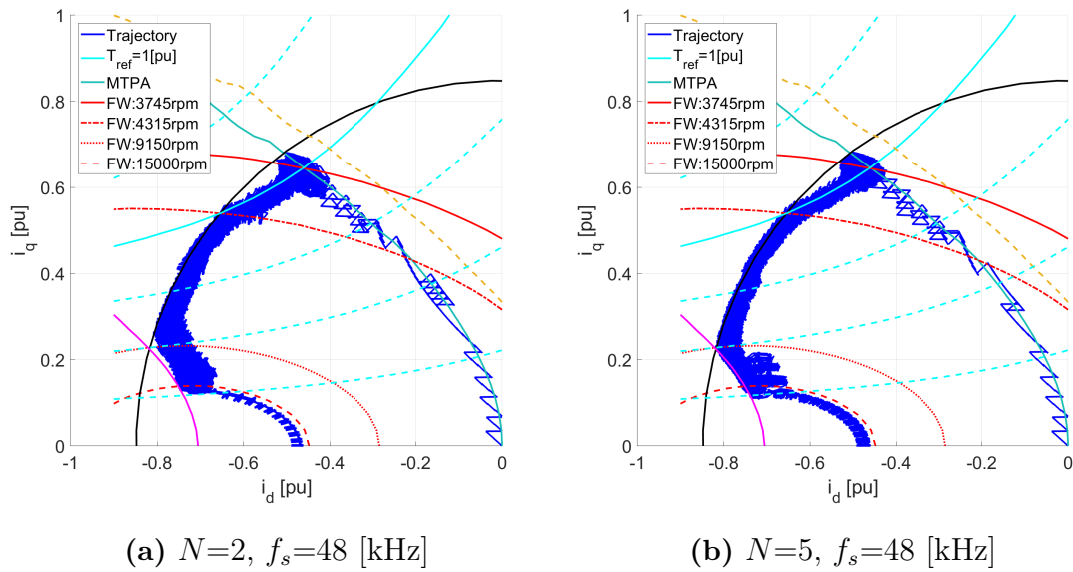 i_q [pu]
1
0.8
0.6
0.4
0.2
0
Trajectory
T_ref=1[pu]
MTPA
FW:3745rpm
FW:4315rpm
FW:9150rpm
FW:15000rpm
-1 -0.8 -0.6 -0.4 -0.2 0
i_d [pu]
(a) N=2, f_s=48 [kHz]
i_q [pu]
1
0.8
0.6
0.4
0.2
0
Trajectory
T_ref=1[pu]
MTPA
FW:3745rpm
FW:4315rpm
FW:9150rpm
FW:15000rpm
-1 -0.8 -0.6 -0.4 -0.2 0
i_d [pu]
(b) N=5, f_s=48 [kHz]